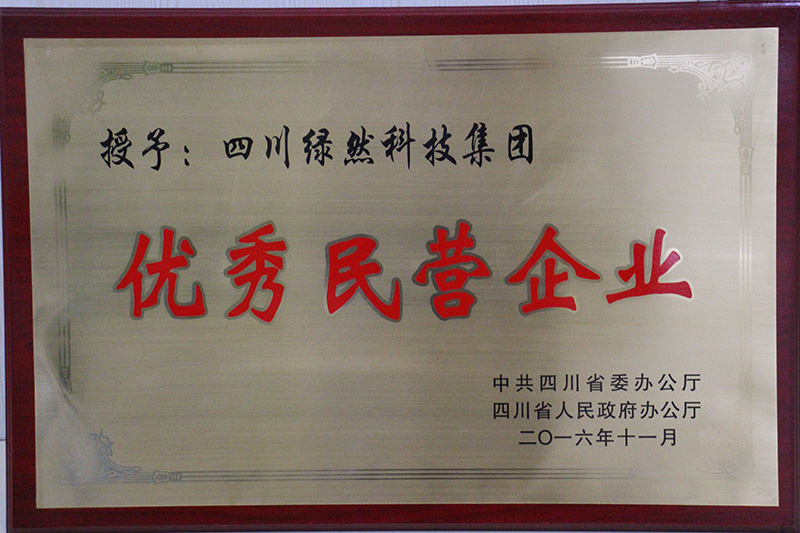 授予：四川绿然科技集团
优秀民营企业
中共四川省委办公厅
四川省人民政府办公厅
二〇一六年十一月